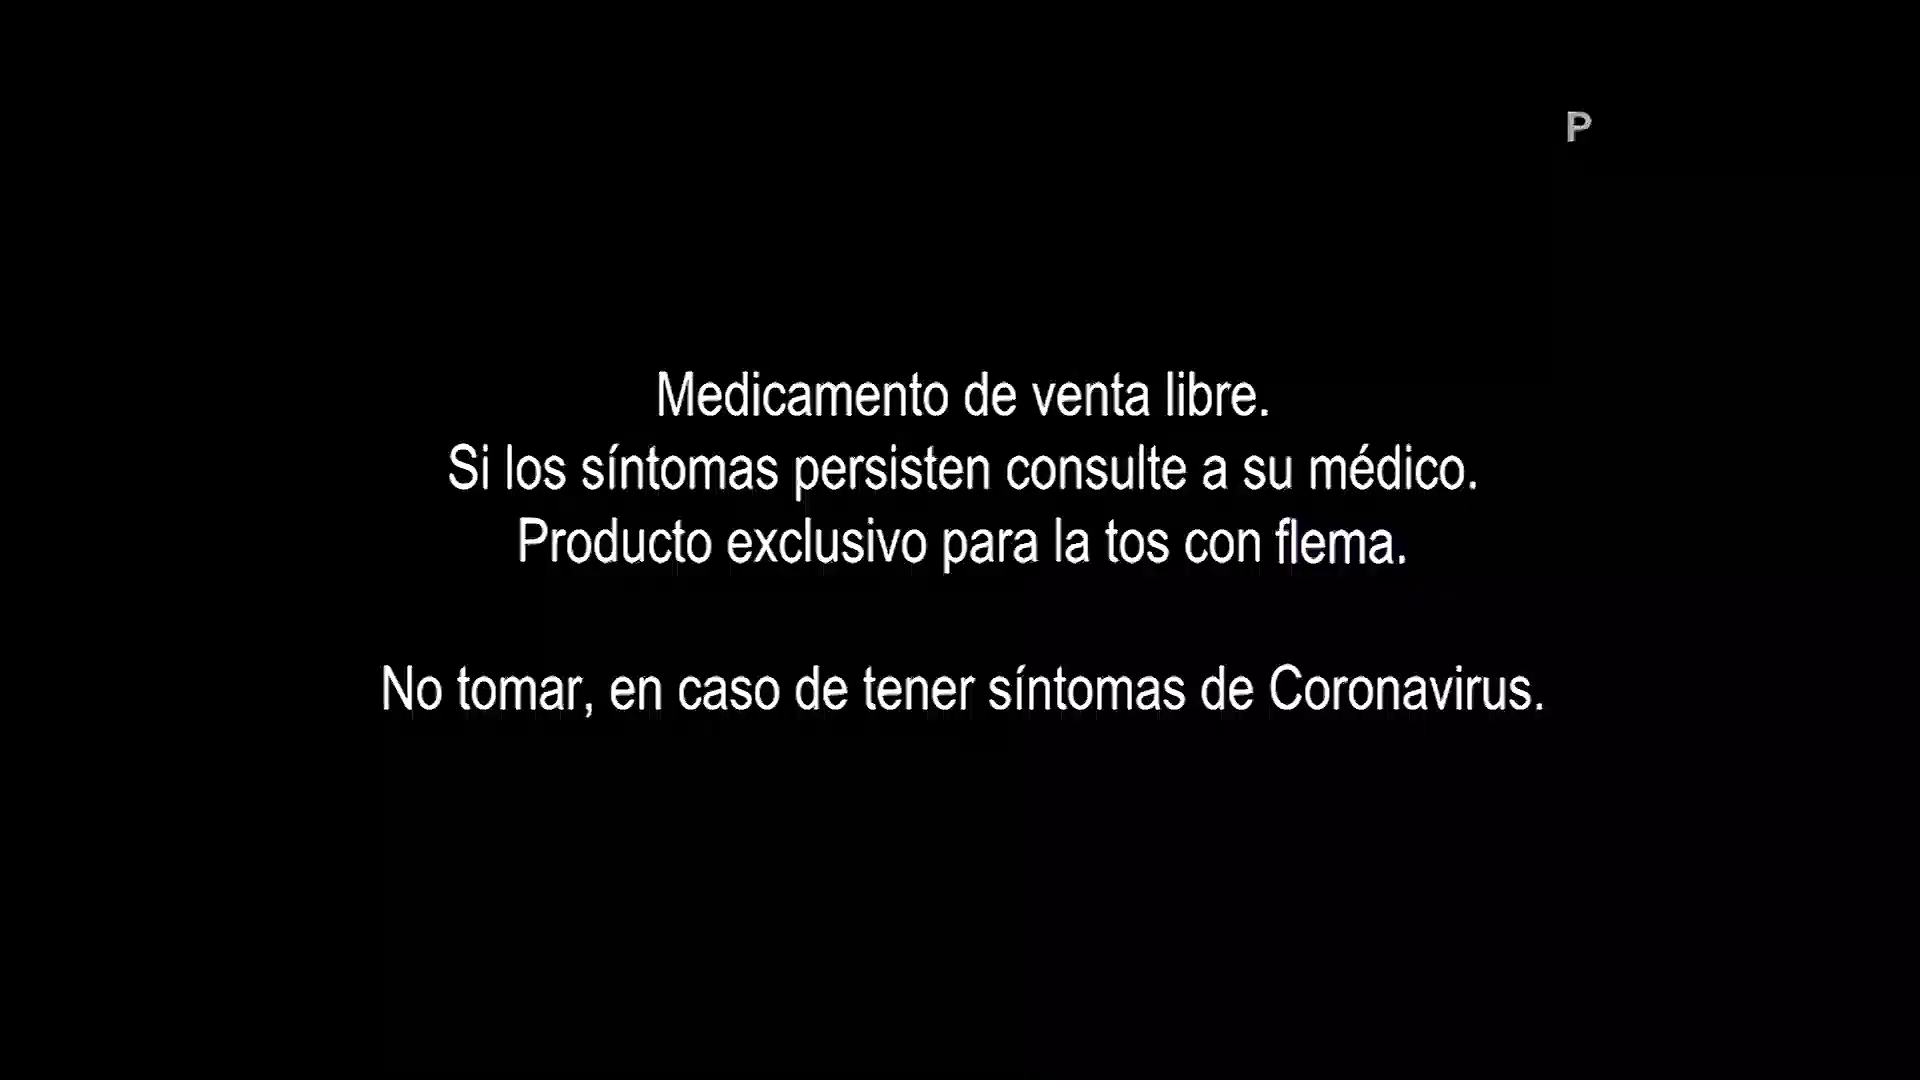 P
Medicamento de venta libre.
Si los síntomas persisten consulte a su médico.
Producto exclusivo para la tos con flema.
No tomar, en caso de tener síntomas de Coronavirus.